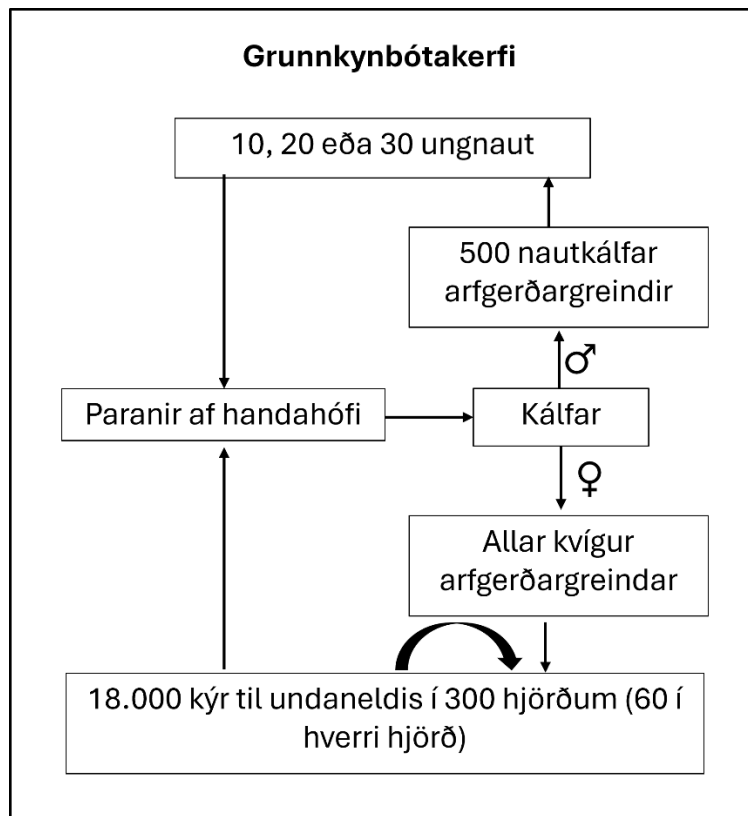 Grunnkynbótakerfi
10, 20 eða 30 ungnaut
500 nautkálfar
arfgerðargreindir
♂
Paranir af handahófi
Kálfar
♀
Allar kvígur
arfgerðargreindar
18.000 kýr til undaneldis í 300 hjörðum (60 í
hverri hjörð)